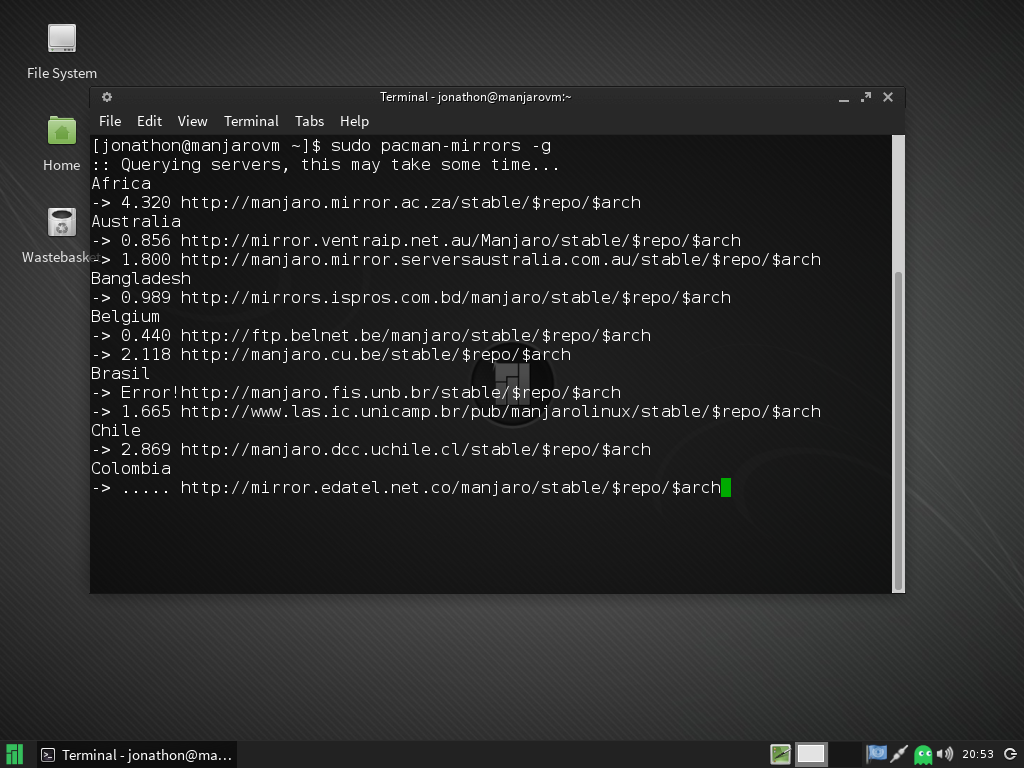 File System
Home
Wastebaske
Terminal - jonathon@manjarovm:~
File Edit View Terminal Tabs Help
[jonathon@manjarovm ~]$ sudo pacman-mirrors -g
:: Querying servers, this may take some time...
Africa
-> 4.320 http://manjaro.mirror.ac.za/stable/$repo/$arch
Australia
-> 0.856 http://mirror.ventraip.net.au/Manjaro/stable/$repo/$arch
-> 1.800 http://manjaro.mirror.serversaustralia.com.au/stable/$repo/$arch
Bangladesh
-> 0.989 http://mirrors.ispros.com.bd/manjaro/stable/$repo/$arch
Belgium
-> 0.440 http://ftp.belnet.be/manjaro/stable/$repo/$arch
-> 2.118 http://manjaro.cu.be/stable/$repo/$arch
Brasil
-> Error!http://manjaro.fis.unb.br/stable/$repo/$arch
-> 1.665 http://www.las.ic.unicamp.br/pub/manjarolinux/stable/$repo/$arch
Chile
-> 2.869 http://manjaro.dcc.uchile.cl/stable/$repo/$arch
Colombia
-> ..... http://mirror.edatel.net.co/manjaro/stable/$repo/$arch
Terminal - jonathon@ma...
20:53